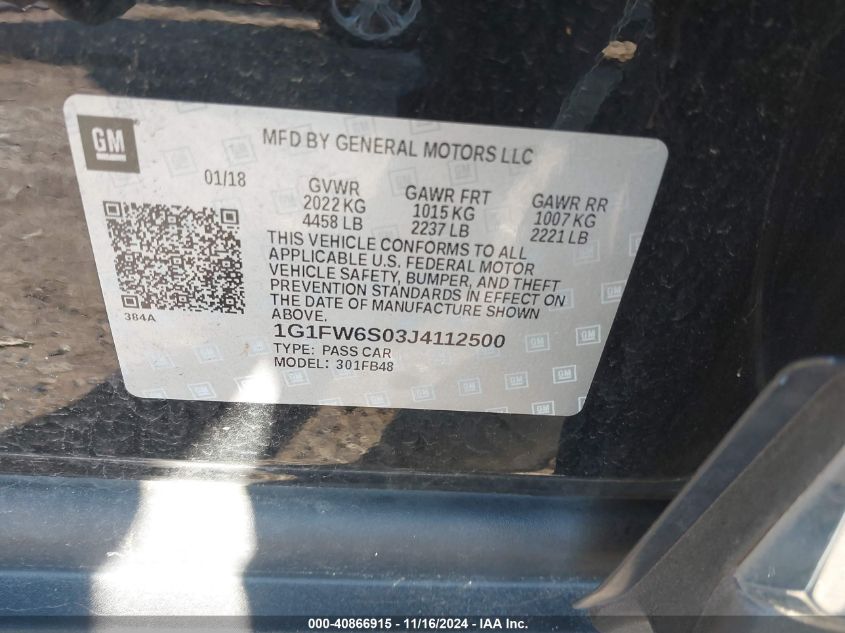 GM
MFD BY GENERAL MOTORS LLC
01/18
GVWR
2022 KG
4458 LB
GAWR FRT
1015 KG
2237 LB
GAWR RR
1007 KG
2221 LB
THIS VEHICLE CONFORMS TO ALL
APPLICABLE U.S. FEDERAL MOTOR
VEHICLE SAFETY, BUMPER, AND THEFT
PREVENTION STANDARDS IN EFFECT ON
THE DATE OF MANUFACTURE SHOWN
ABOVE.
384A
1G1FW6S03J4112500
TYPE: PASS CAR
MODEL: 301FB48
000-40866915 - 11/16/2024 - IAA Inc.